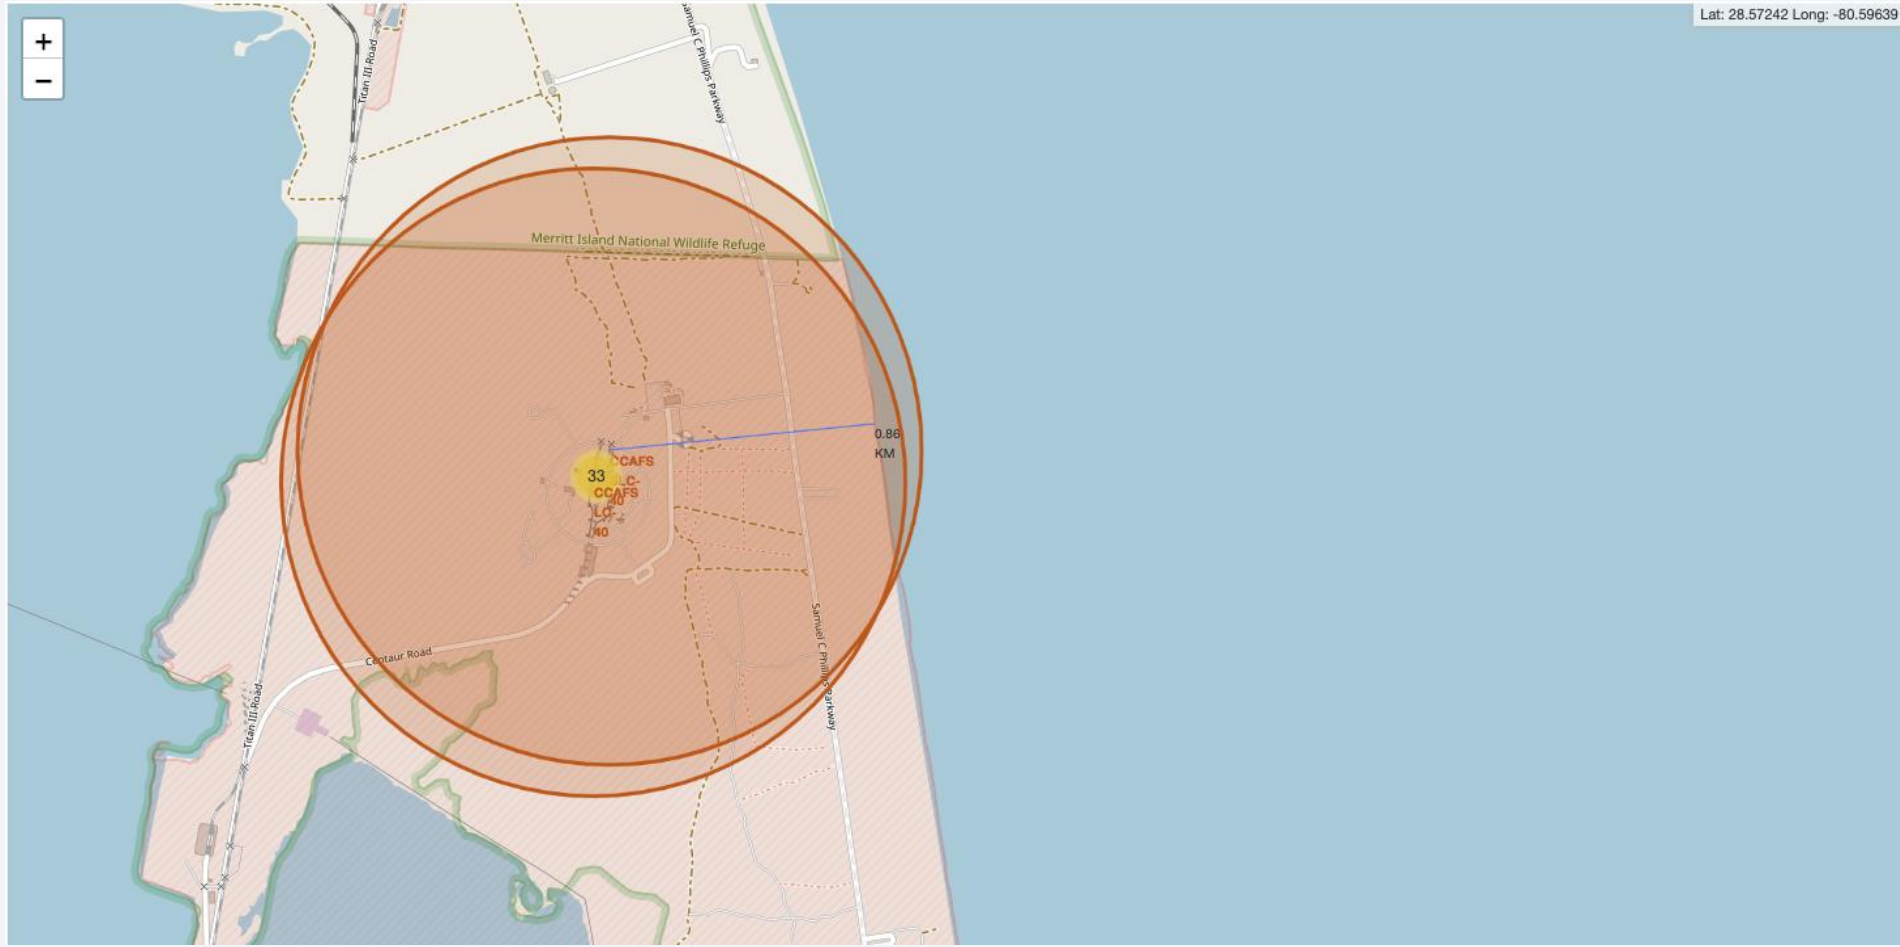 +
−
Lat: 28.57242 Long: -80.59639
Titan III Road
Samuel C Phillips Parkway
Merritt Island National Wildlife Refuge
0.86
KM
CCAFS
LC-
40
33
CCAFS
LC-
40
Samuel C Phillips Parkway
Centaur Road
Titan III Road